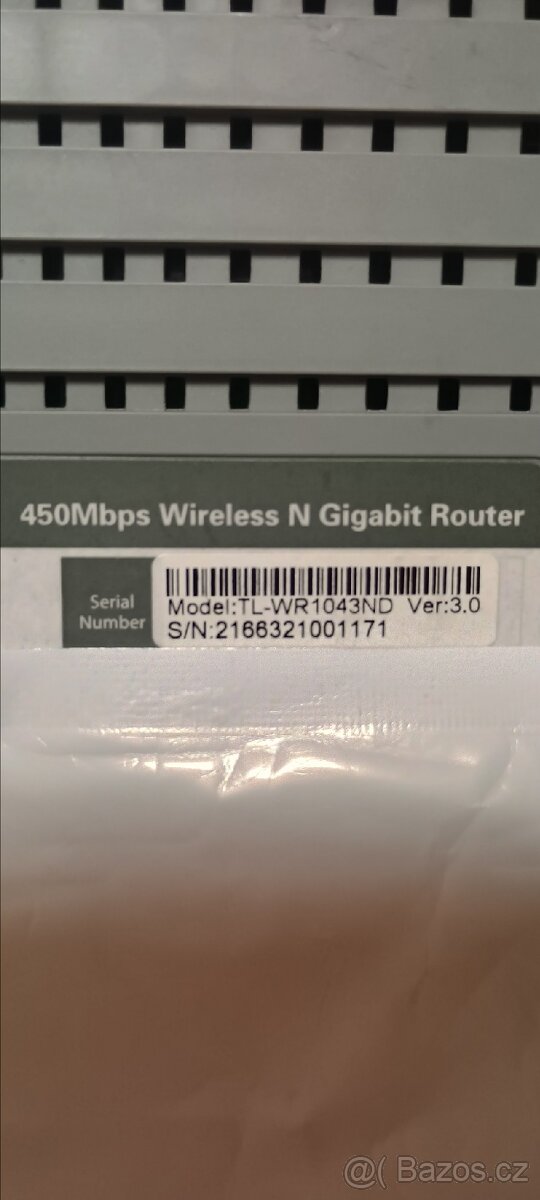 450Mbps Wireless N Gigabit Router
Serial
Number
Model:TL-WR1043ND Ver:3.0
S/N:2166321001171
@( Bazos.cz